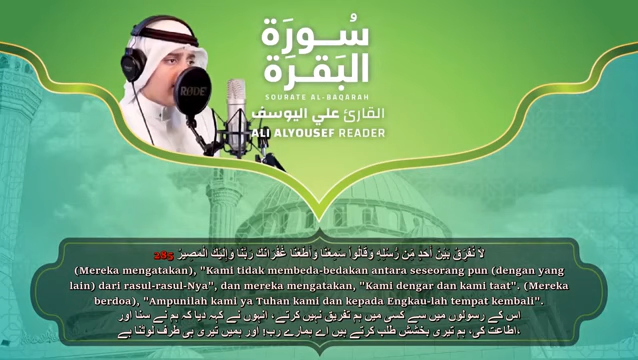 سُورَة
البَقَرَة
SOURATE AL-BAQARAH
القارئ علي اليوسف
ALI ALYOUSEF READER
RØDE
لَا نُفَرِّقُ بَيْنَ أَحَدٍ مِّن رُّسُلِهِ وَقَالُوا سَمِعْنَا وَأَطَعْنَا غُفْرَانَكَ رَبَّنَا وَإِلَيْكَ الْمَصِيرُ 285
(Mereka mengatakan), "Kami tidak membeda-bedakan antara seseorang pun (dengan yang
lain) dari rasul-rasul-Nya", dan mereka mengatakan, "Kami dengar dan kami taat". (Mereka
berdoa), "Ampunilah kami ya Tuhan kami dan kepada Engkau-lah tempat kembali".
اس کے رسولوں میں سے کسی میں ہم تفریق نہیں کرتے، انہوں نے کہہ دیا کہ ہم نے سنا اور
اطاعت کی، ہم تیری بخشش طلب کرتے ہیں اے ہمارے رب! اور ہمیں تیری ہی طرف لوٹنا ہے،